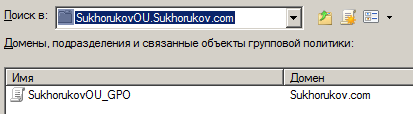 Поиск в: SukhorukovOU.Sukhorukov.com
Домены, подразделения и связанные объекты групповой политики:
Имя Домен
SukhorukovOU_GPO Sukhorukov.com